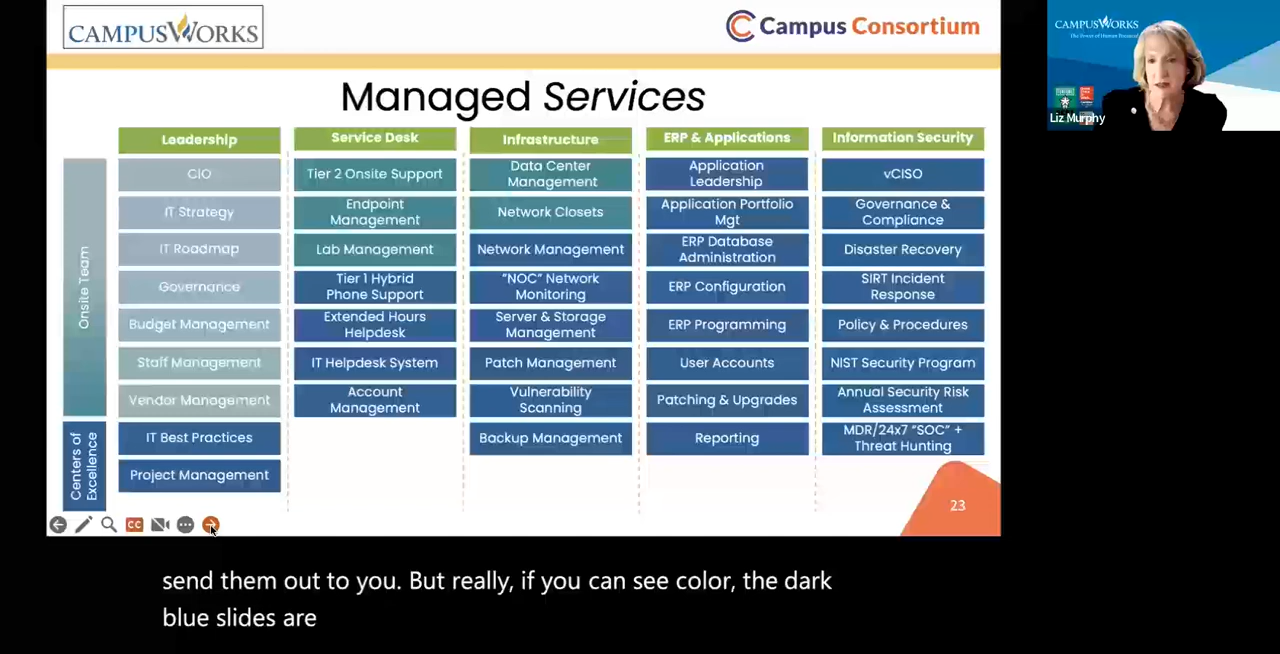 CAMPUSWORKS
Campus Consortium
Managed Services
Leadership
Service Desk
Infrastructure
ERP & Applications
Information Security
Onsite Team
Centers of
Excellence
CIO
IT Strategy
IT Roadmap
Governance
Budget Management
Staff Management
Vendor Management
IT Best Practices
Project Management
Tier 2 Onsite Support
Endpoint
Management
Lab Management
Tier 1 Hybrid
Phone Support
Extended Hours
Helpdesk
IT Helpdesk System
Account
Management
Data Center
Management
Network Closets
Network Management
"NOC" Network
Monitoring
Server & Storage
Management
Patch Management
Vulnerability
Scanning
Backup Management
Application
Leadership
Application Portfolio
Mgt
ERP Database
Administration
ERP Configuration
ERP Programming
User Accounts
Patching & Upgrades
Reporting
vCISO
Governance &
Compliance
Disaster Recovery
SIRT Incident
Response
Policy & Procedures
NIST Security Program
Annual Security Risk
Assessment
MDR/24x7 "SOC" +
Threat Hunting
23
CC
CAMPUSWORKS
Liz Murphy
send them out to you. But really, if you can see color, the dark
blue slides are